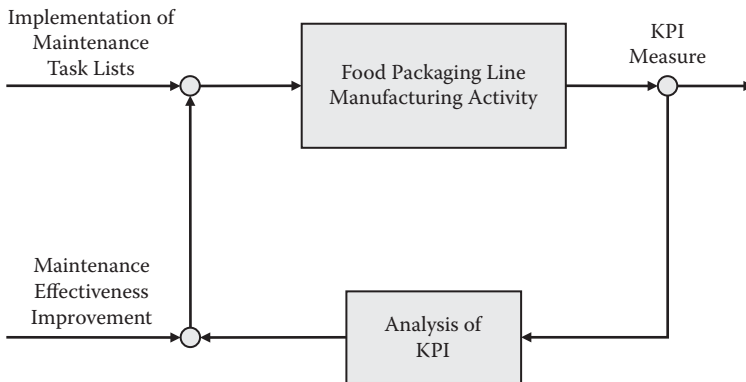 Implementation of
Maintenance
Task Lists
Food Packaging Line
Manufacturing Activity
KPI
Measure
Maintenance
Effectiveness
Improvement
Analysis of
KPI